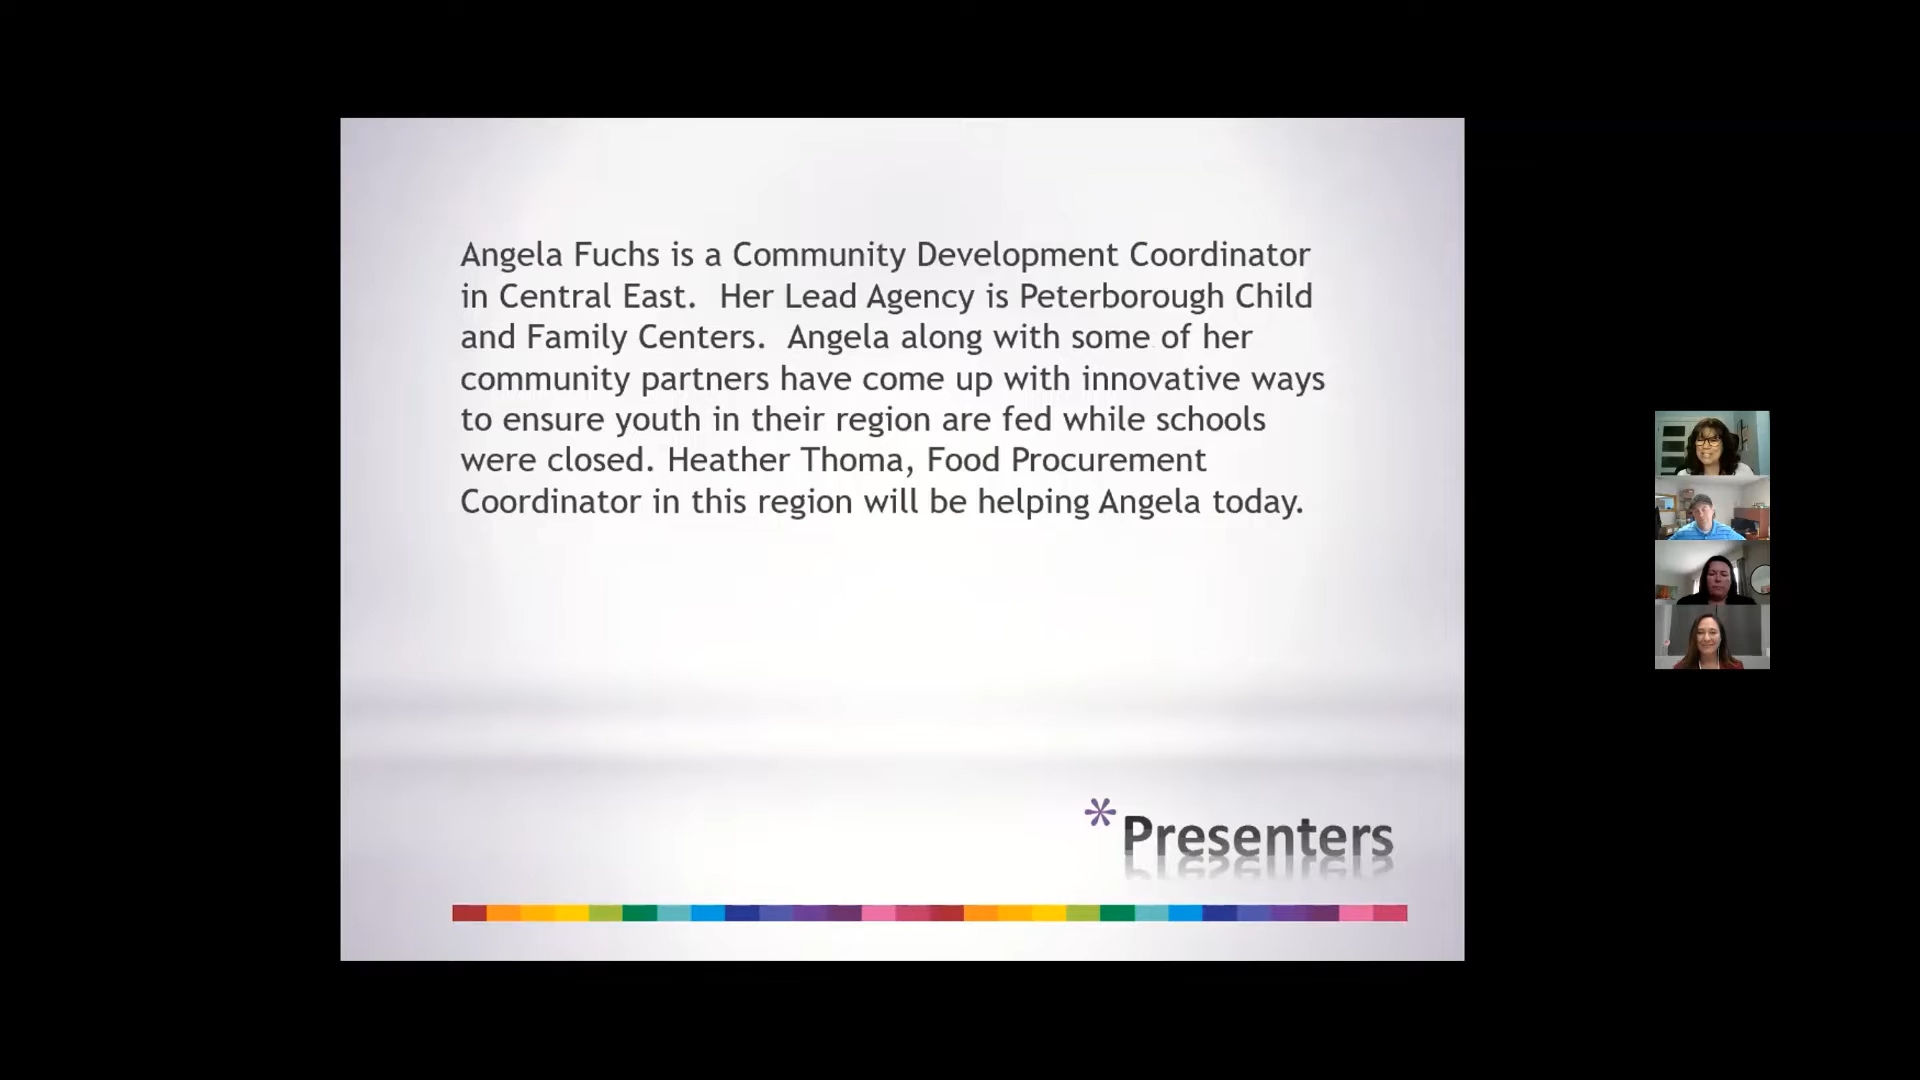 Angela Fuchs is a Community Development Coordinator
in Central East.  Her Lead Agency is Peterborough Child
and Family Centers.  Angela along with some of her
community partners have come up with innovative ways
to ensure youth in their region are fed while schools
were closed. Heather Thoma, Food Procurement
Coordinator in this region will be helping Angela today.
* Presenters